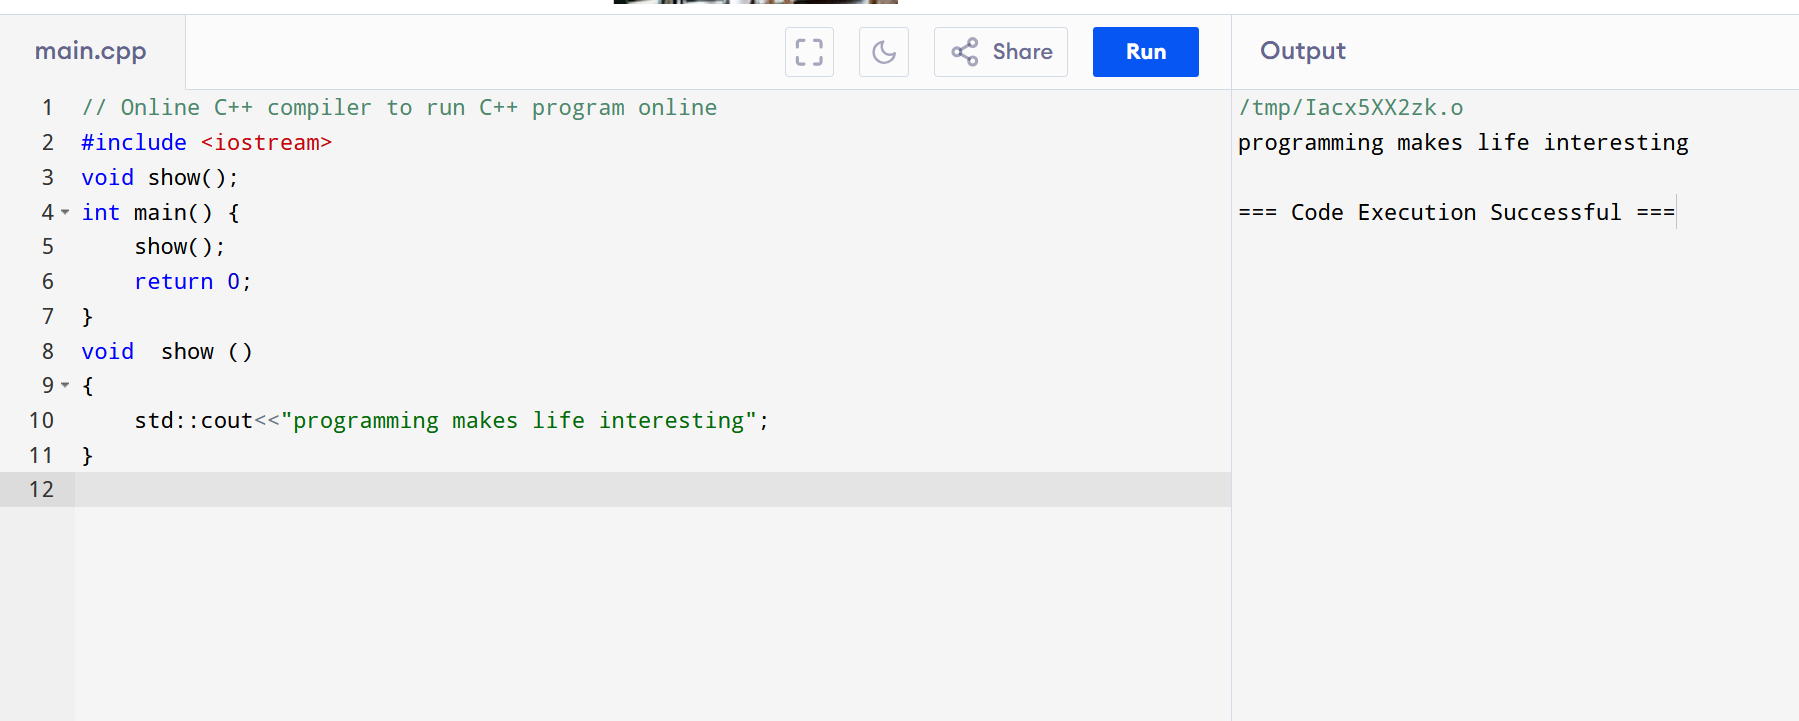 main.cpp
Share
Run
Output
1 // Online C++ compiler to run C++ program online
2 #include <iostream>
3 void show();
4 int main() {
5     show();
6     return 0;
7 }
8 void  show ()
9 {
10     std::cout<<"programming makes life interesting";
11 }
12
/tmp/Iacx5XX2zk.o
programming makes life interesting
=== Code Execution Successful ===